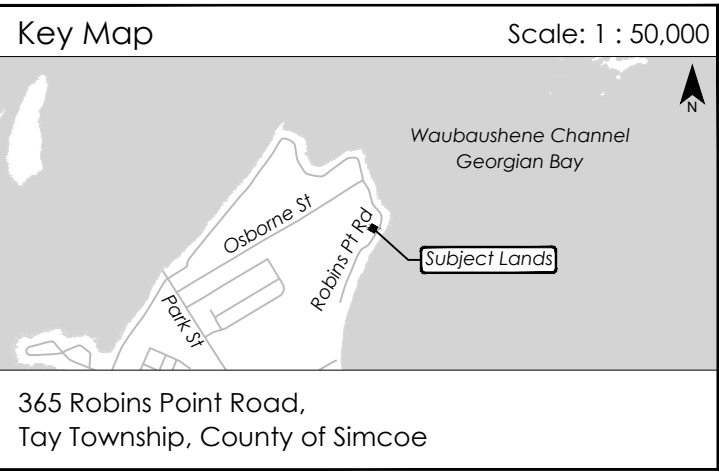 Key Map
Scale: 1 : 50,000
N
Waubaushene Channel
Georgian Bay
Osborne St
Robins Pt Rd
Subject Lands
Park St
365 Robins Point Road,
Tay Township, County of Simcoe